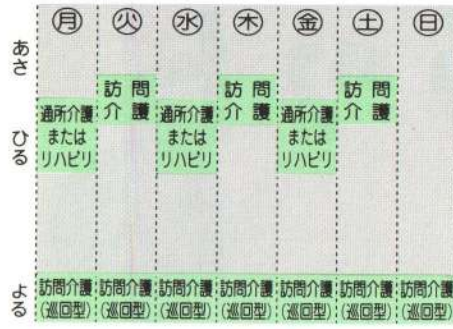 月 火 水 木 金 土 日
あさ
訪問 訪問 訪問
介護 介護 介護
ひる
通所介護 通所介護 通所介護
または または または
リハビリ リハビリ リハビリ
よる
訪問介護 訪問介護 訪問介護 訪問介護 訪問介護 訪問介護 訪問介護
(巡回型) (巡回型) (巡回型) (巡回型) (巡回型) (巡回型) (巡回型)